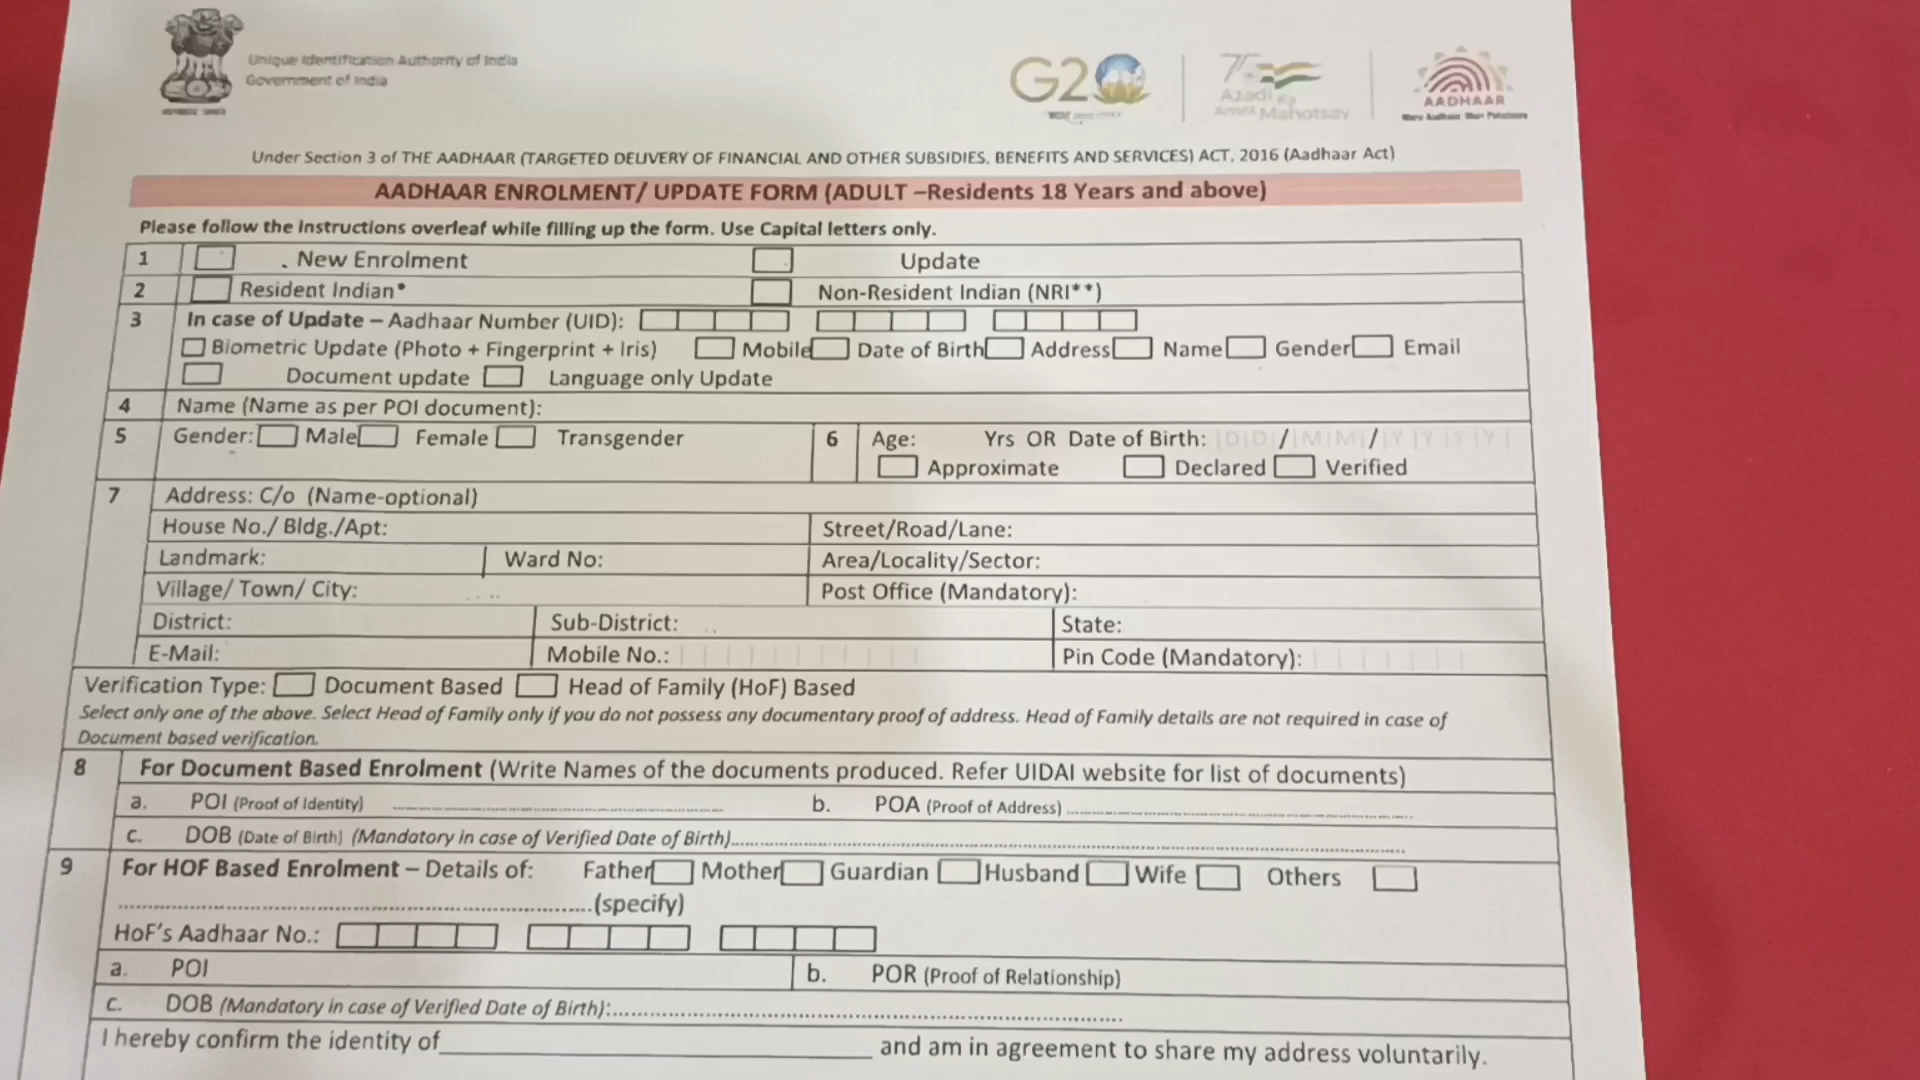 Unique Identification Authority of India
Government of India
G20
75
Azadi Ka
Amrit Mahotsav
AADHAAR
Under Section 3 of THE AADHAAR (TARGETED DELIVERY OF FINANCIAL AND OTHER SUBSIDIES, BENEFITS AND SERVICES) ACT, 2016 (Aadhaar Act)
AADHAAR ENROLMENT/ UPDATE FORM (ADULT –Residents 18 Years and above)
Please follow the Instructions overleaf while filling up the form. Use Capital letters only.
1 . New Enrolment Update
2 Resident Indian* Non-Resident Indian (NRI**)
3 In case of Update – Aadhaar Number (UID):
Biometric Update (Photo + Fingerprint + Iris) Mobile Date of Birth Address Name Gender Email
Document update Language only Update
4 Name (Name as per POI document):
5 Gender: Male Female Transgender 6 Age: Yrs OR Date of Birth: D D / M M / Y Y Y Y
Approximate Declared Verified
7 Address: C/o (Name-optional)
House No./ Bldg./Apt: Street/Road/Lane:
Landmark: Ward No: Area/Locality/Sector:
Village/ Town/ City: Post Office (Mandatory):
District: Sub-District: State:
E-Mail: Mobile No.: Pin Code (Mandatory):
Verification Type: Document Based Head of Family (HoF) Based
Select only one of the above. Select Head of Family only if you do not possess any documentary proof of address. Head of Family details are not required in case of
Document based verification.
8 For Document Based Enrolment (Write Names of the documents produced. Refer UIDAI website for list of documents)
a. POI (Proof of Identity) b. POA (Proof of Address)
c. DOB (Date of Birth) (Mandatory in case of Verified Date of Birth)
9 For HOF Based Enrolment – Details of: Father Mother Guardian Husband Wife Others
(specify)
HoF's Aadhaar No.:
a. POI b. POR (Proof of Relationship)
c. DOB (Mandatory in case of Verified Date of Birth):
I hereby confirm the identity of and am in agreement to share my address voluntarily.